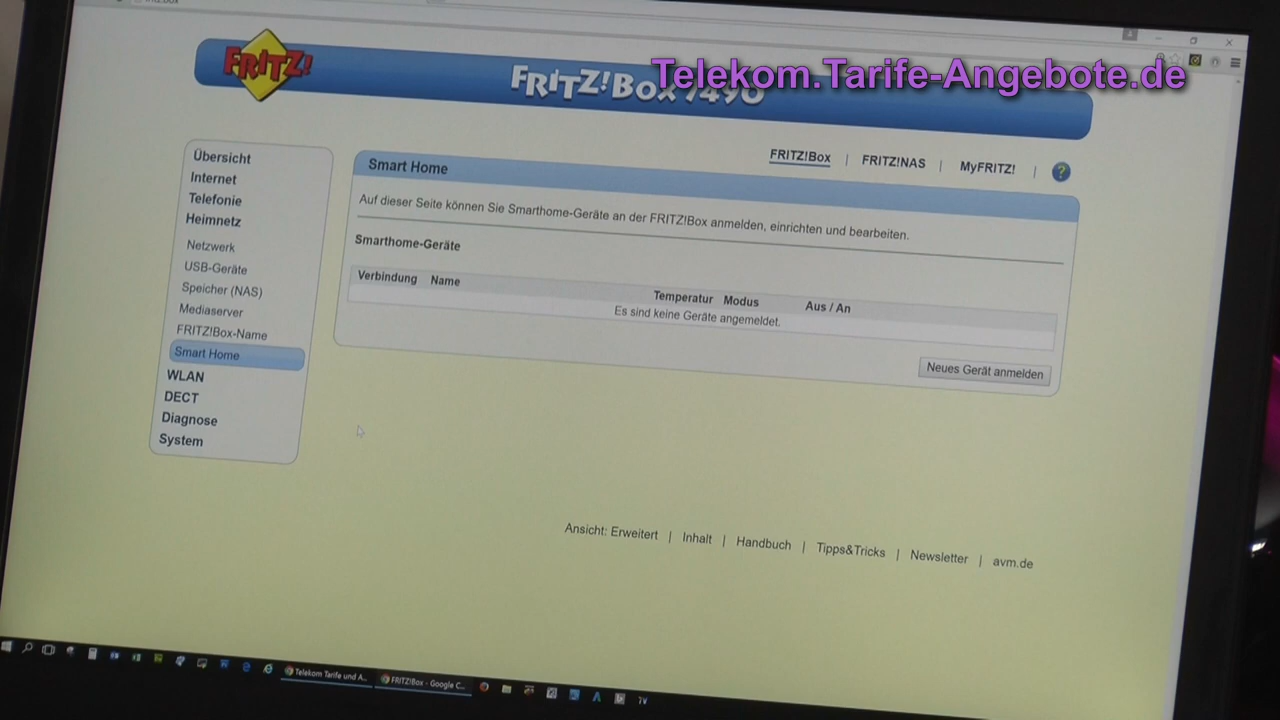 FRITZ!
FRITZ!Box 7490
Telekom.Tarife-Angebote.de
FRITZ!Box | FRITZ!NAS | MyFRITZ! | ?
Übersicht
Internet
Telefonie
Heimnetz
Netzwerk
USB-Geräte
Speicher (NAS)
Mediaserver
FRITZ!Box-Name
Smart Home
WLAN
DECT
Diagnose
System
Smart Home
Auf dieser Seite können Sie Smarthome-Geräte an der FRITZ!Box anmelden, einrichten und bearbeiten.
Smarthome-Geräte
Verbindung Name Temperatur Modus Aus / An
Es sind keine Geräte angemeldet.
Neues Gerät anmelden
Ansicht: Erweitert | Inhalt | Handbuch | Tipps&Tricks | Newsletter | avm.de
Telekom Tarife und A... FRITZ!Box - Google C...